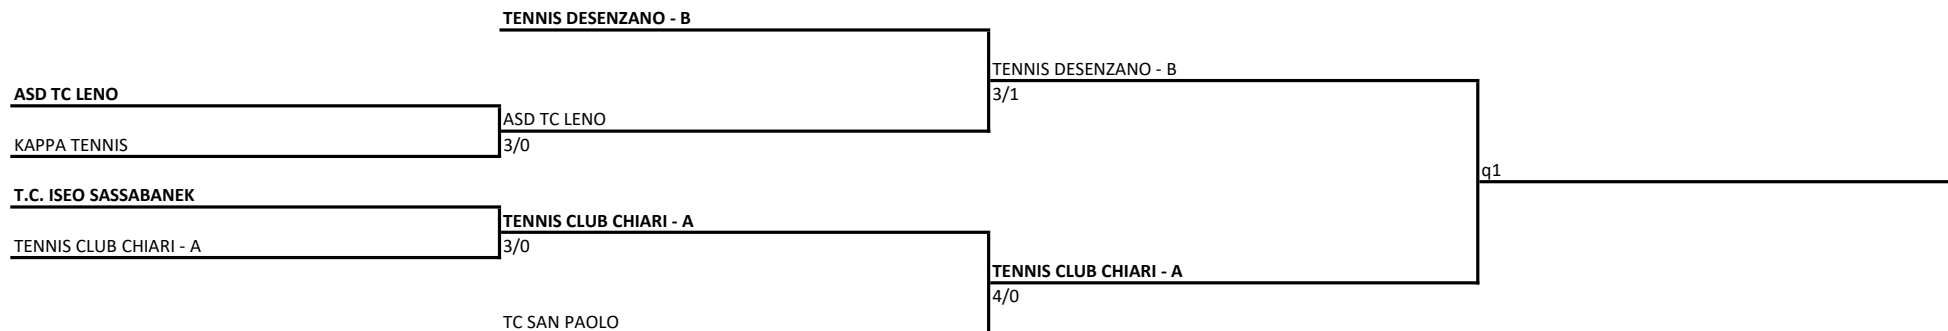 TENNIS DESENZANO - B
TENNIS DESENZANO - B
ASD TC LENO
3/1
ASD TC LENO
KAPPA TENNIS
3/0
q1
T.C. ISEO SASSABANEK
TENNIS CLUB CHIARI - A
TENNIS CLUB CHIARI - A
3/0
TENNIS CLUB CHIARI - A
4/0
TC SAN PAOLO